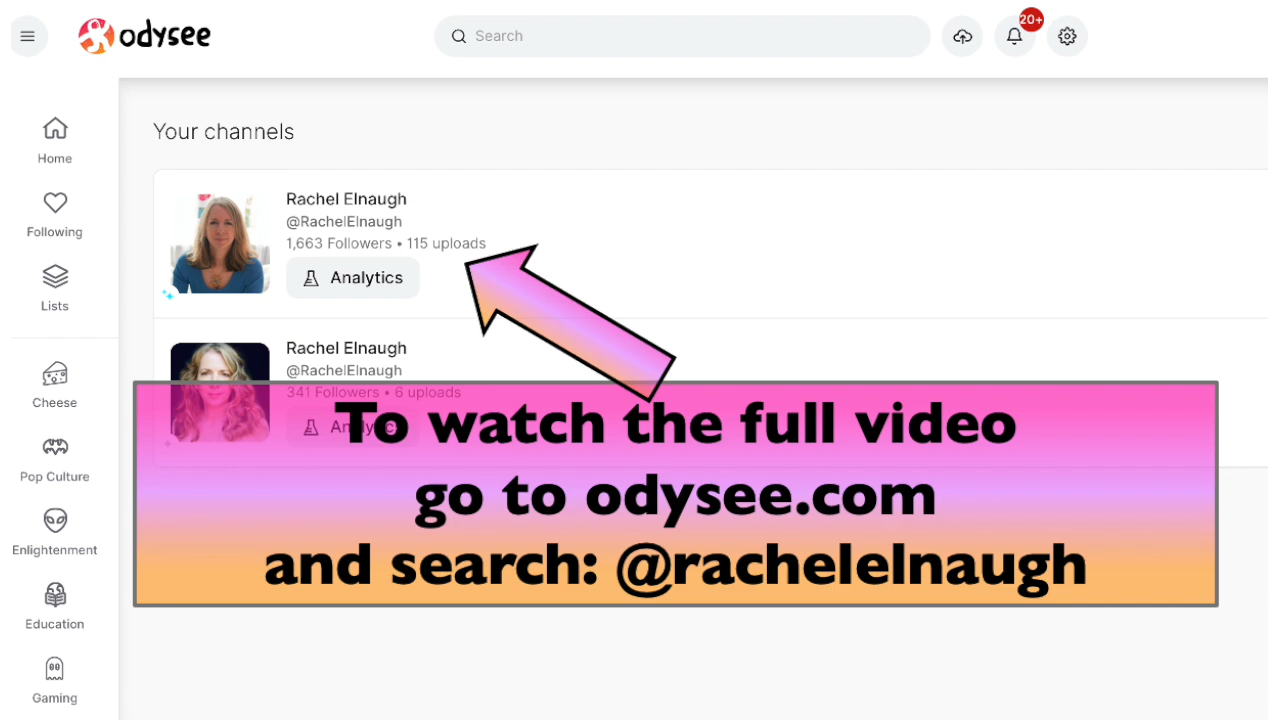 odysee
Search
20+
Home
Following
Lists
Cheese
Pop Culture
Enlightenment
Education
Gaming
Your channels
Rachel Elnaugh
@RachelElnaugh
1,663 Followers • 115 uploads
Analytics
Rachel Elnaugh
@RachelElnaugh
341 Followers • 6 uploads
Analytics
To watch the full video
go to odysee.com
and search: @rachelelnaugh